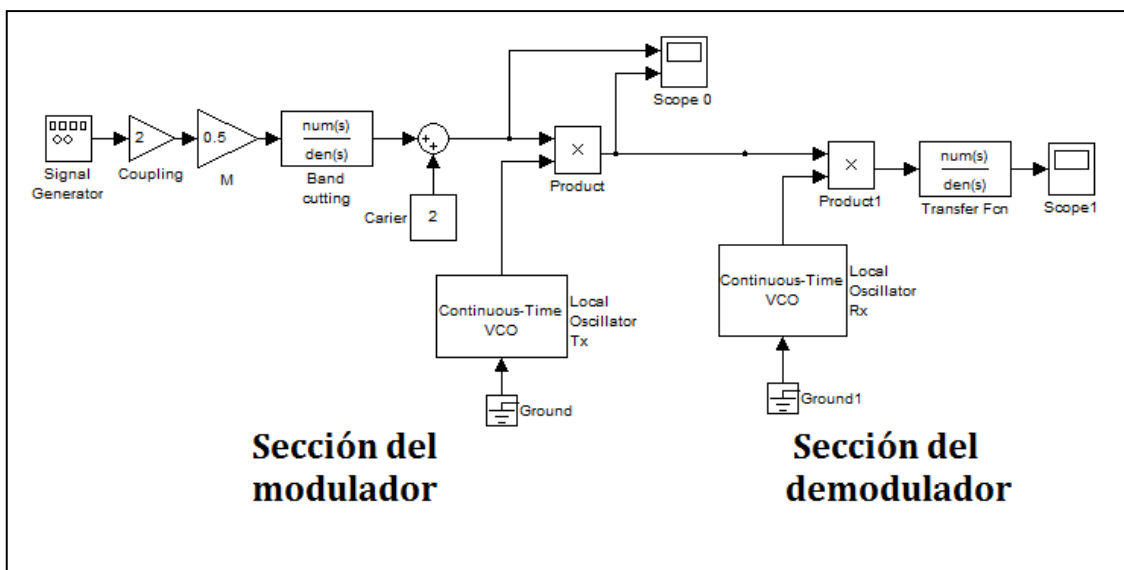 Scope 0
Signal
Generator
2
Coupling
0.5
M
num(s)
den(s)
Band
cutting
+
+
Carier
2
×
Product
Continuous-Time
VCO
Local
Oscillator
Tx
Ground
×
Product1
num(s)
den(s)
Transfer Fcn
Scope1
Continuous-Time
VCO
Local
Oscillator
Rx
Ground1
Sección del
modulador
Sección del
demodulador